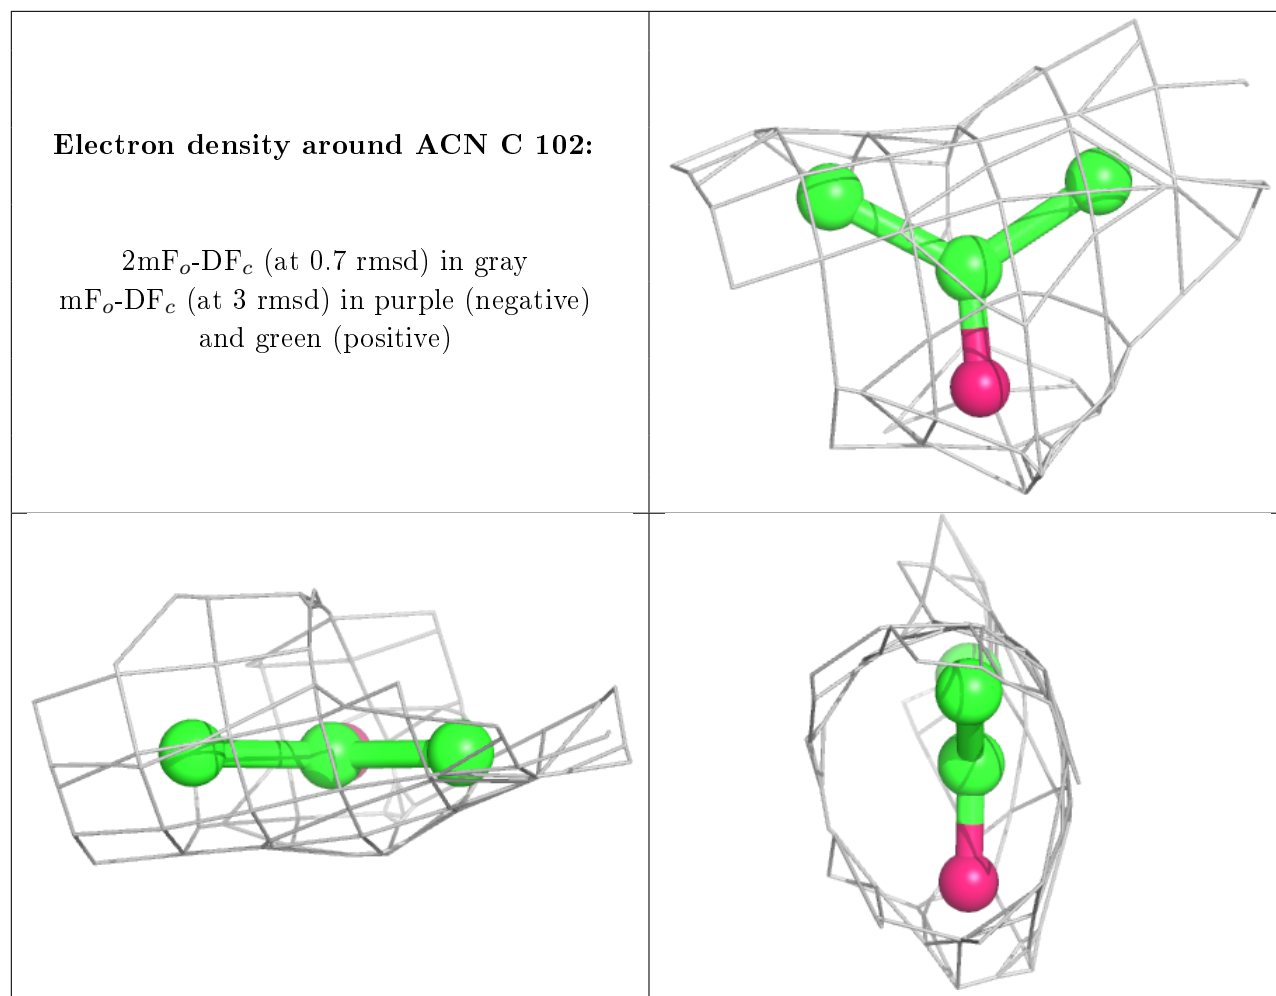 Electron density around ACN C 102:
2mFo-DFc (at 0.7 rmsd) in gray
mFo-DFc (at 3 rmsd) in purple (negative)
and green (positive)